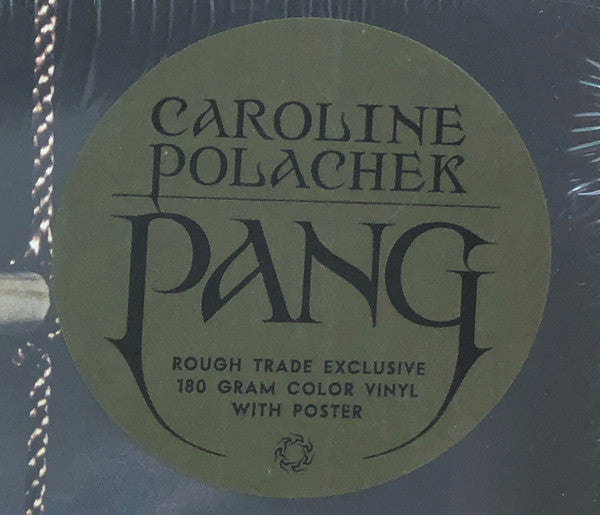 CAROLINE
POLACHEK
PANG
ROUGH TRADE EXCLUSIVE
180 GRAM COLOR VINYL
WITH POSTER